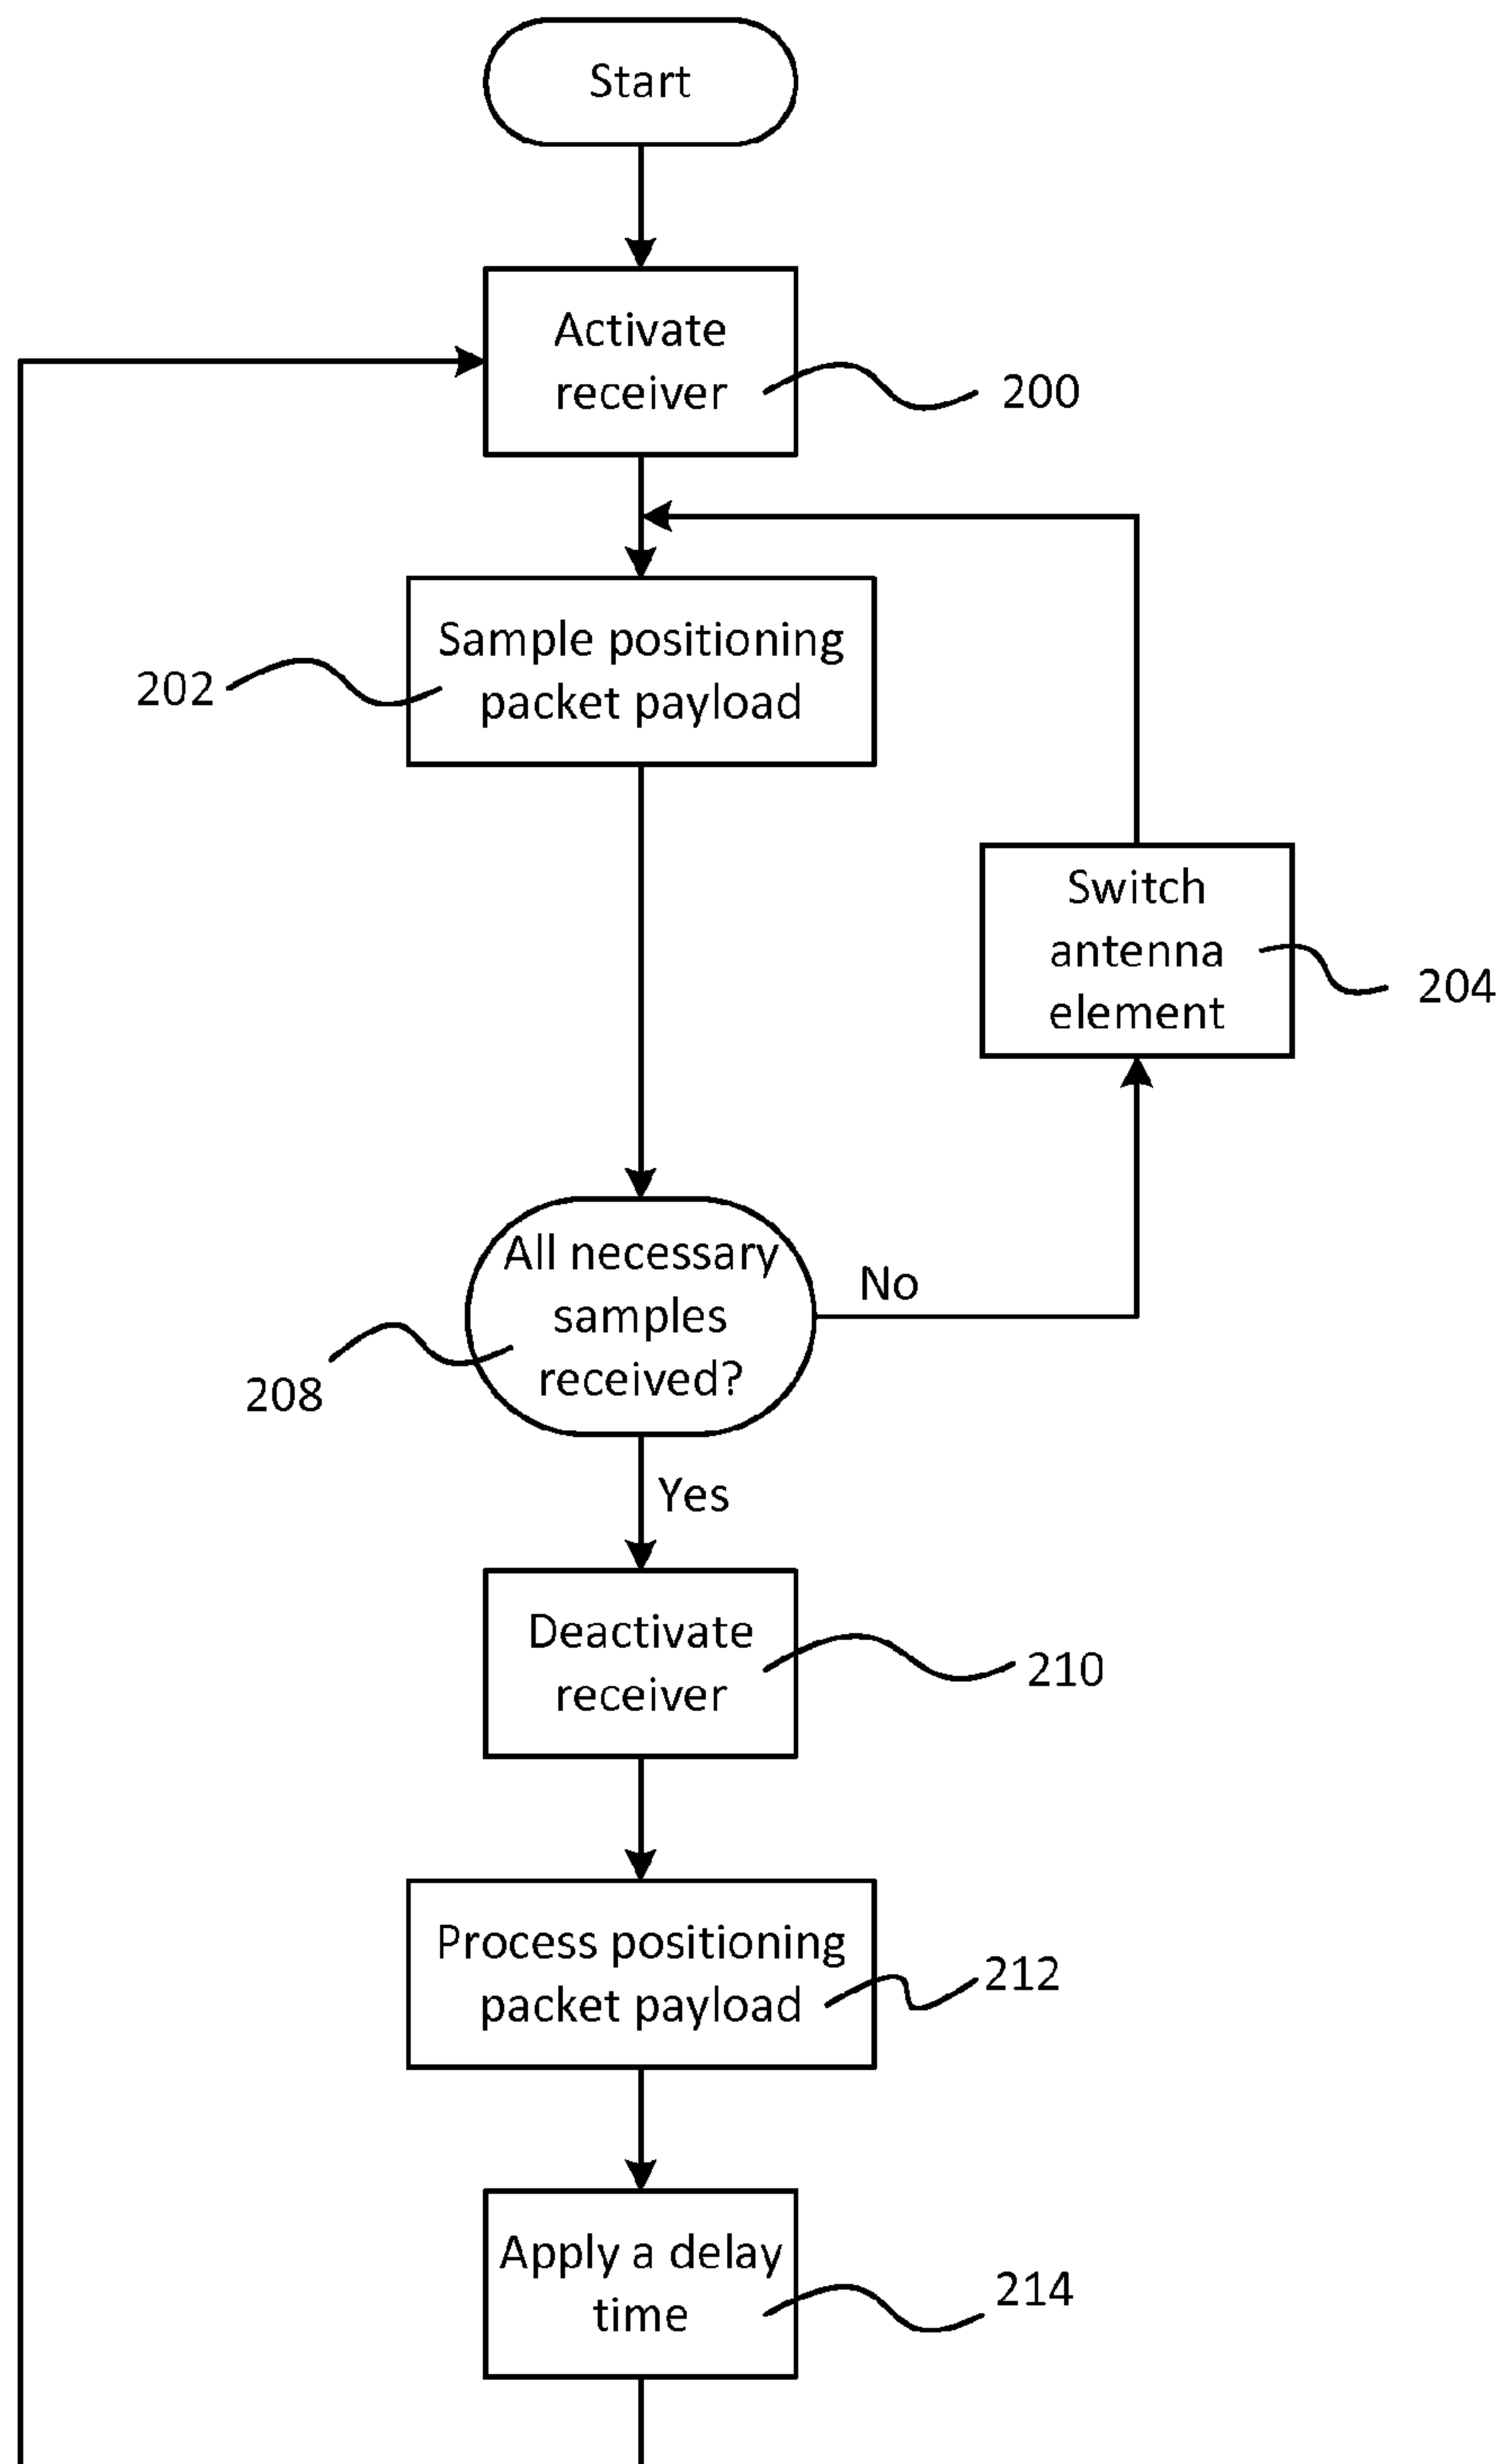 Start
Activate
receiver
200
Sample positioning
packet payload
202
Switch
antenna
element
204
All necessary
samples
received?
No
208
Yes
Deactivate
receiver
210
Process positioning
packet payload
212
Apply a delay
time
214